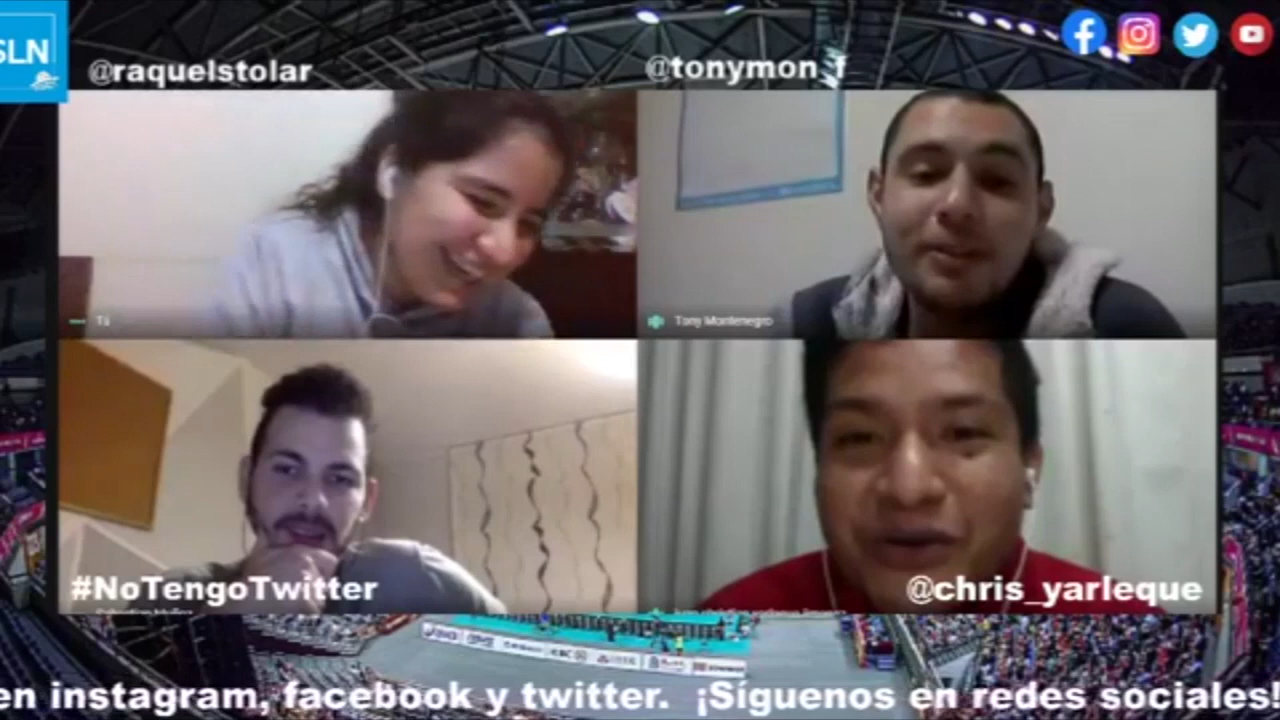 SLN
@raquelstolar
@tonymon_f
Tú
Tony Montenegro
#NoTengoTwitter
@chris_yarleque
en instagram, facebook y twitter. ¡Síguenos en redes sociales!